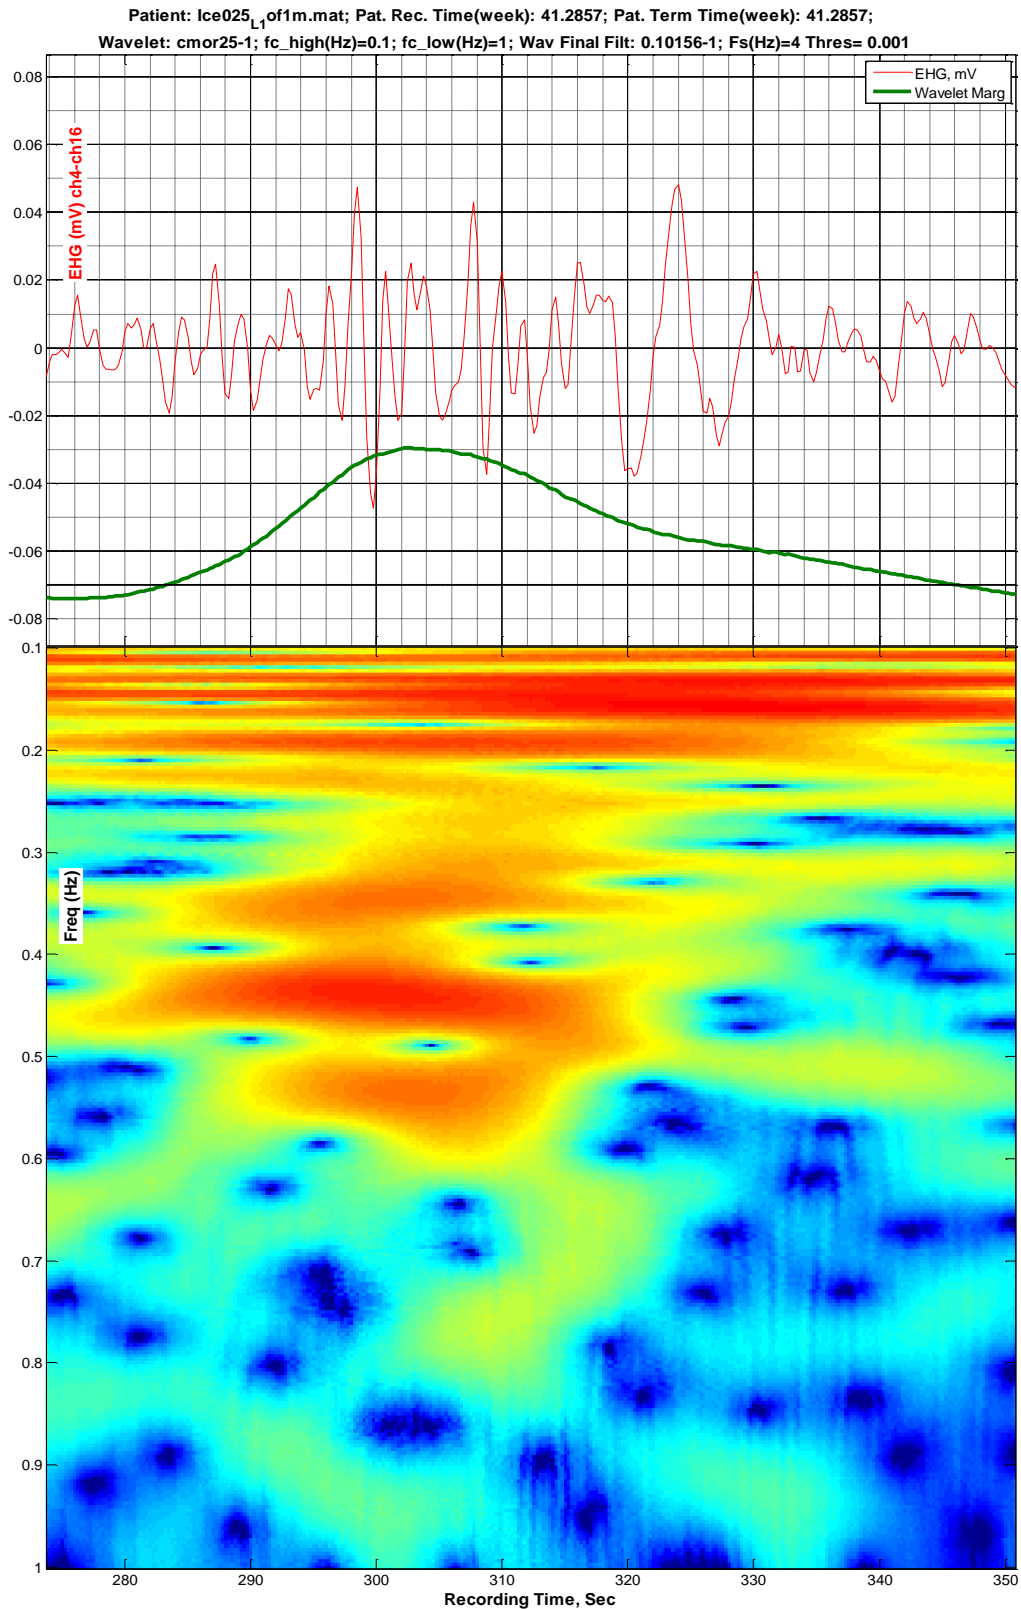 Patient: Ice025_L1of1m.mat; Pat. Rec. Time(week): 41.2857; Pat. Term Time(week): 41.2857;
Wavelet: cmor25-1; fc_high(Hz)=0.1; fc_low(Hz)=1; Wav Final Filt: 0.10156-1; Fs(Hz)=4 Thres= 0.001
EHG, mV
Wavelet Marg
EHG (mV) ch4-ch16
0.08
0.06
0.04
0.02
0
-0.02
-0.04
-0.06
-0.08
Freq (Hz)
0.1
0.2
0.3
0.4
0.5
0.6
0.7
0.8
0.9
1
280 290 300 310 320 330 340 350
Recording Time, Sec